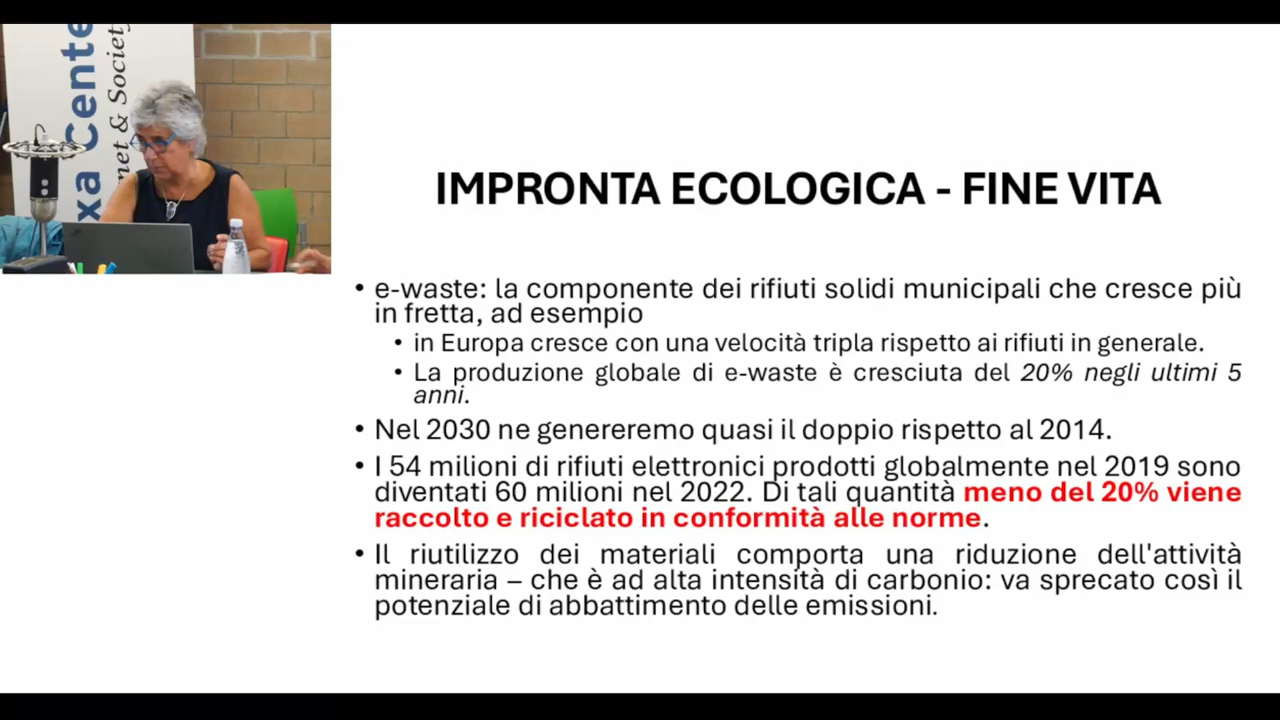 xa Cente
net & Society
IMPRONTA ECOLOGICA - FINE VITA
• e-waste: la componente dei rifiuti solidi municipali che cresce più
in fretta, ad esempio
• in Europa cresce con una velocità tripla rispetto ai rifiuti in generale.
• La produzione globale di e-waste è cresciuta del 20% negli ultimi 5
anni.
• Nel 2030 ne genereremo quasi il doppio rispetto al 2014.
• I 54 milioni di rifiuti elettronici prodotti globalmente nel 2019 sono
diventati 60 milioni nel 2022. Di tali quantità meno del 20% viene
raccolto e riciclato in conformità alle norme.
• Il riutilizzo dei materiali comporta una riduzione dell'attività
mineraria – che è ad alta intensità di carbonio: va sprecato così il
potenziale di abbattimento delle emissioni.